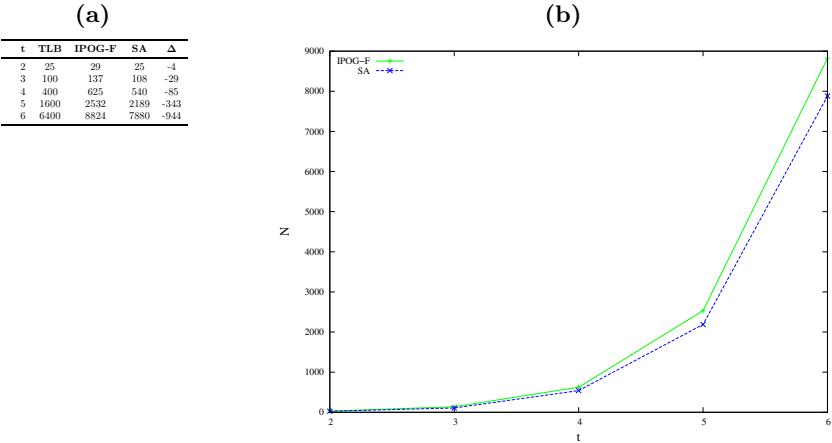 (a)
t TLB IPOG-F SA Δ
2 25 29 25 -4
3 100 137 108 -29
4 400 625 540 -85
5 1600 2532 2189 -343
6 6400 8824 7880 -944
(b)
9000
8000
7000
6000
5000
4000
3000
2000
1000
0
2 3 4 5 6
N
t
IPOG–F
SA